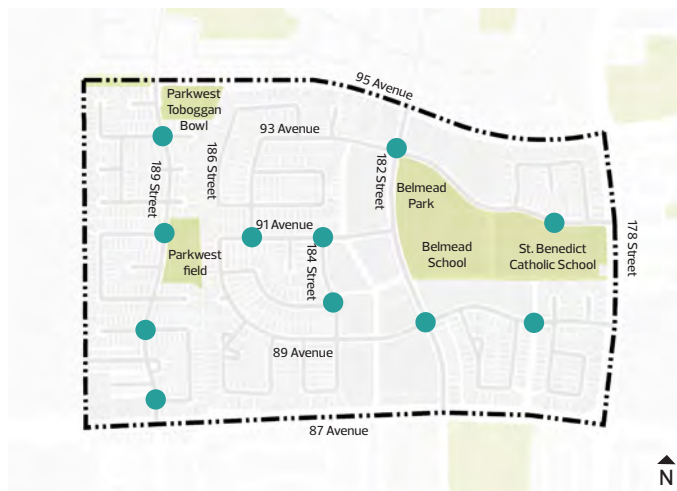 95 Avenue
Parkwest
Toboggan
Bowl
93 Avenue
189 Street
186 Street
182 Street
Belmead
Park
91 Avenue
184 Street
Parkwest
field
Belmead
School
St. Benedict
Catholic School
178 Street
89 Avenue
87 Avenue
N